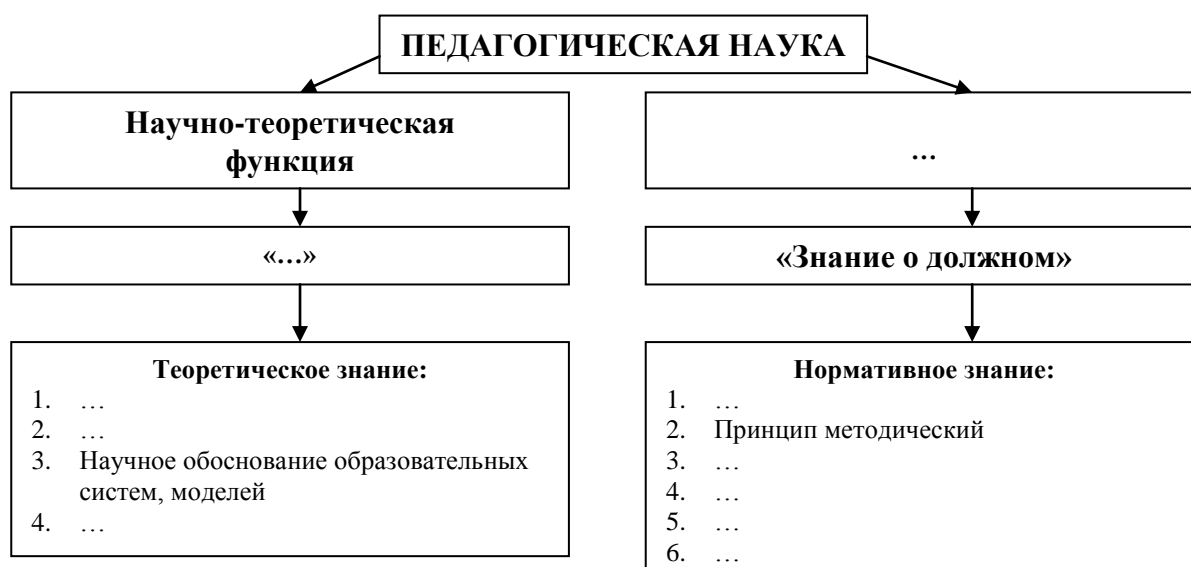 ПЕДАГОГИЧЕСКАЯ НАУКА
Научно-теоретическая
функция
…
«…»
«Знание о должном»
Теоретическое знание:
1. …
2. …
3. Научное обоснование образовательных
систем, моделей
4. …
Нормативное знание:
1. …
2. Принцип методический
3. …
4. …
5. …
6. …